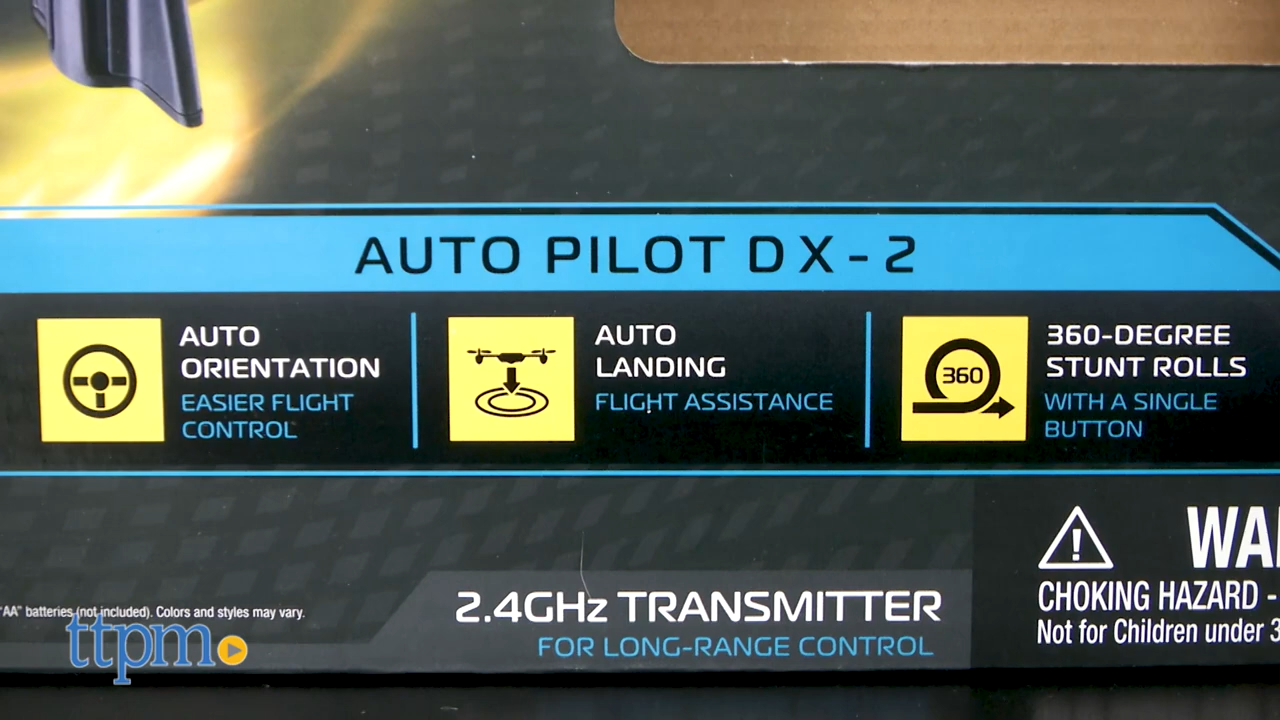 AUTO PILOT DX-2
AUTO
ORIENTATION
EASIER FLIGHT
CONTROL
AUTO
LANDING
FLIGHT ASSISTANCE
360
360-DEGREE
STUNT ROLLS
WITH A SINGLE
BUTTON
"AA" batteries (not included). Colors and styles may vary.
2.4GHz TRANSMITTER
FOR LONG-RANGE CONTROL
CHOKING HAZARD -
Not for Children under 3
ttpm